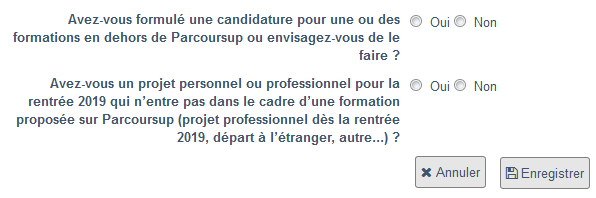 Avez-vous formulé une candidature pour une ou des
formations en dehors de Parcoursup ou envisagez-vous de le
faire ?
Oui Non
Avez-vous un projet personnel ou professionnel pour la
rentrée 2019 qui n’entre pas dans le cadre d’une formation
proposée sur Parcoursup (projet professionnel dès la rentrée
2019, départ à l’étranger, autre...) ?
Oui Non
Annuler Enregistrer